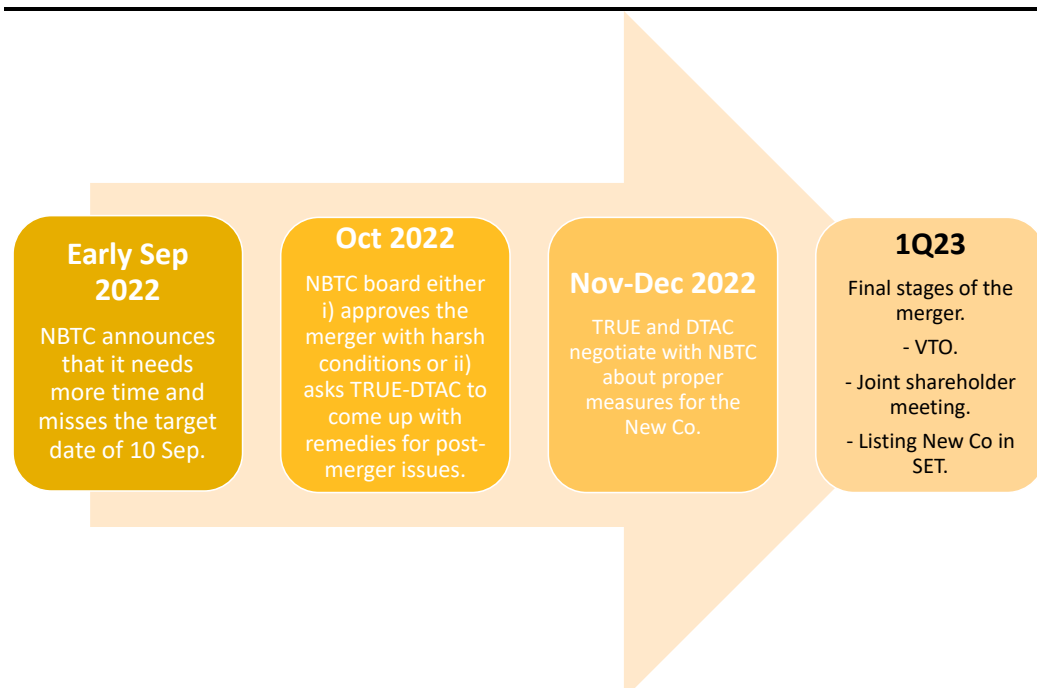 Early Sep
2022
NBTC announces
that it needs
more time and
misses the target
date of 10 Sep.
Oct 2022
NBTC board either
i) approves the
merger with harsh
conditions or ii)
asks TRUE-DTAC to
come up with
remedies for post-
merger issues.
Nov-Dec 2022
TRUE and DTAC
negotiate with NBTC
about proper
measures for the
New Co.
1Q23
Final stages of the
merger.
- VTO.
- Joint shareholder
meeting.
- Listing New Co in
SET.